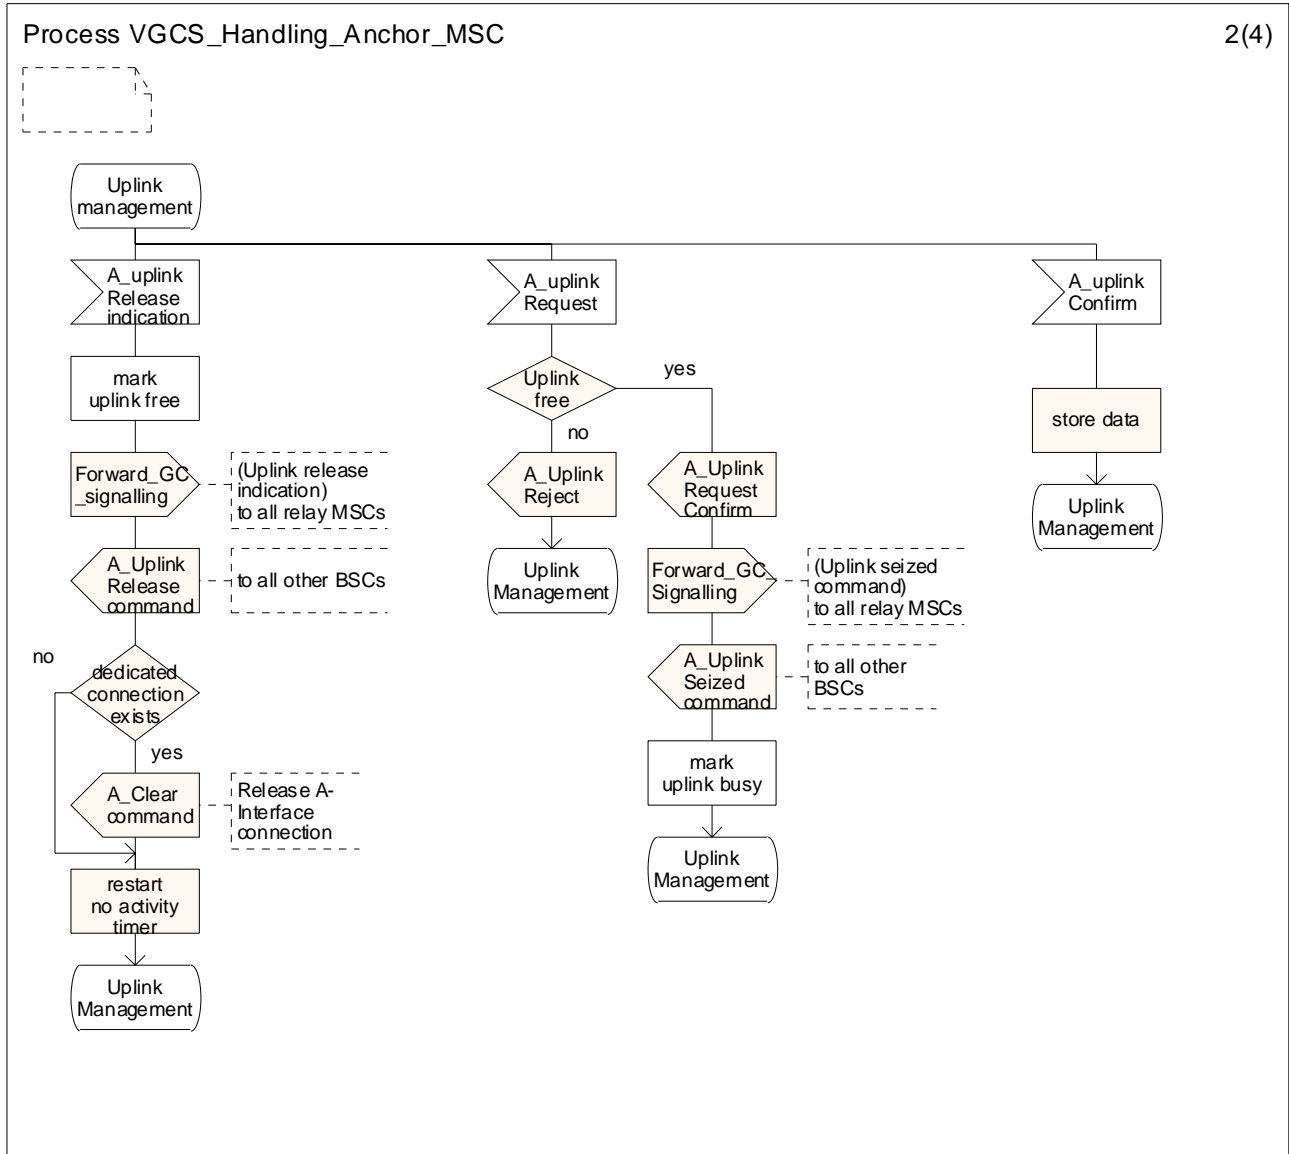 Process VGCS_Handling_Anchor_MSC
2(4)
Uplink
management
A_uplink
Release
indication
mark
uplink free
Forward_GC
_signalling
(Uplink release
indication)
to all relay MSCs
A_Uplink
Release
command
to all other BSCs
no
dedicated
connection
exists
yes
A_Clear
command
Release A-
Interface
connection
restart
no activity
timer
Uplink
Management
A_uplink
Request
Uplink
free
yes
no
A_Uplink
Reject
Uplink
Management
A_Uplink
Request
Confirm
Forward_GC_
Signalling
(Uplink seized
command)
to all relay MSCs
A_Uplink
Seized
command
to all other
BSCs
mark
uplink busy
Uplink
Management
A_uplink
Confirm
store data
Uplink
Management